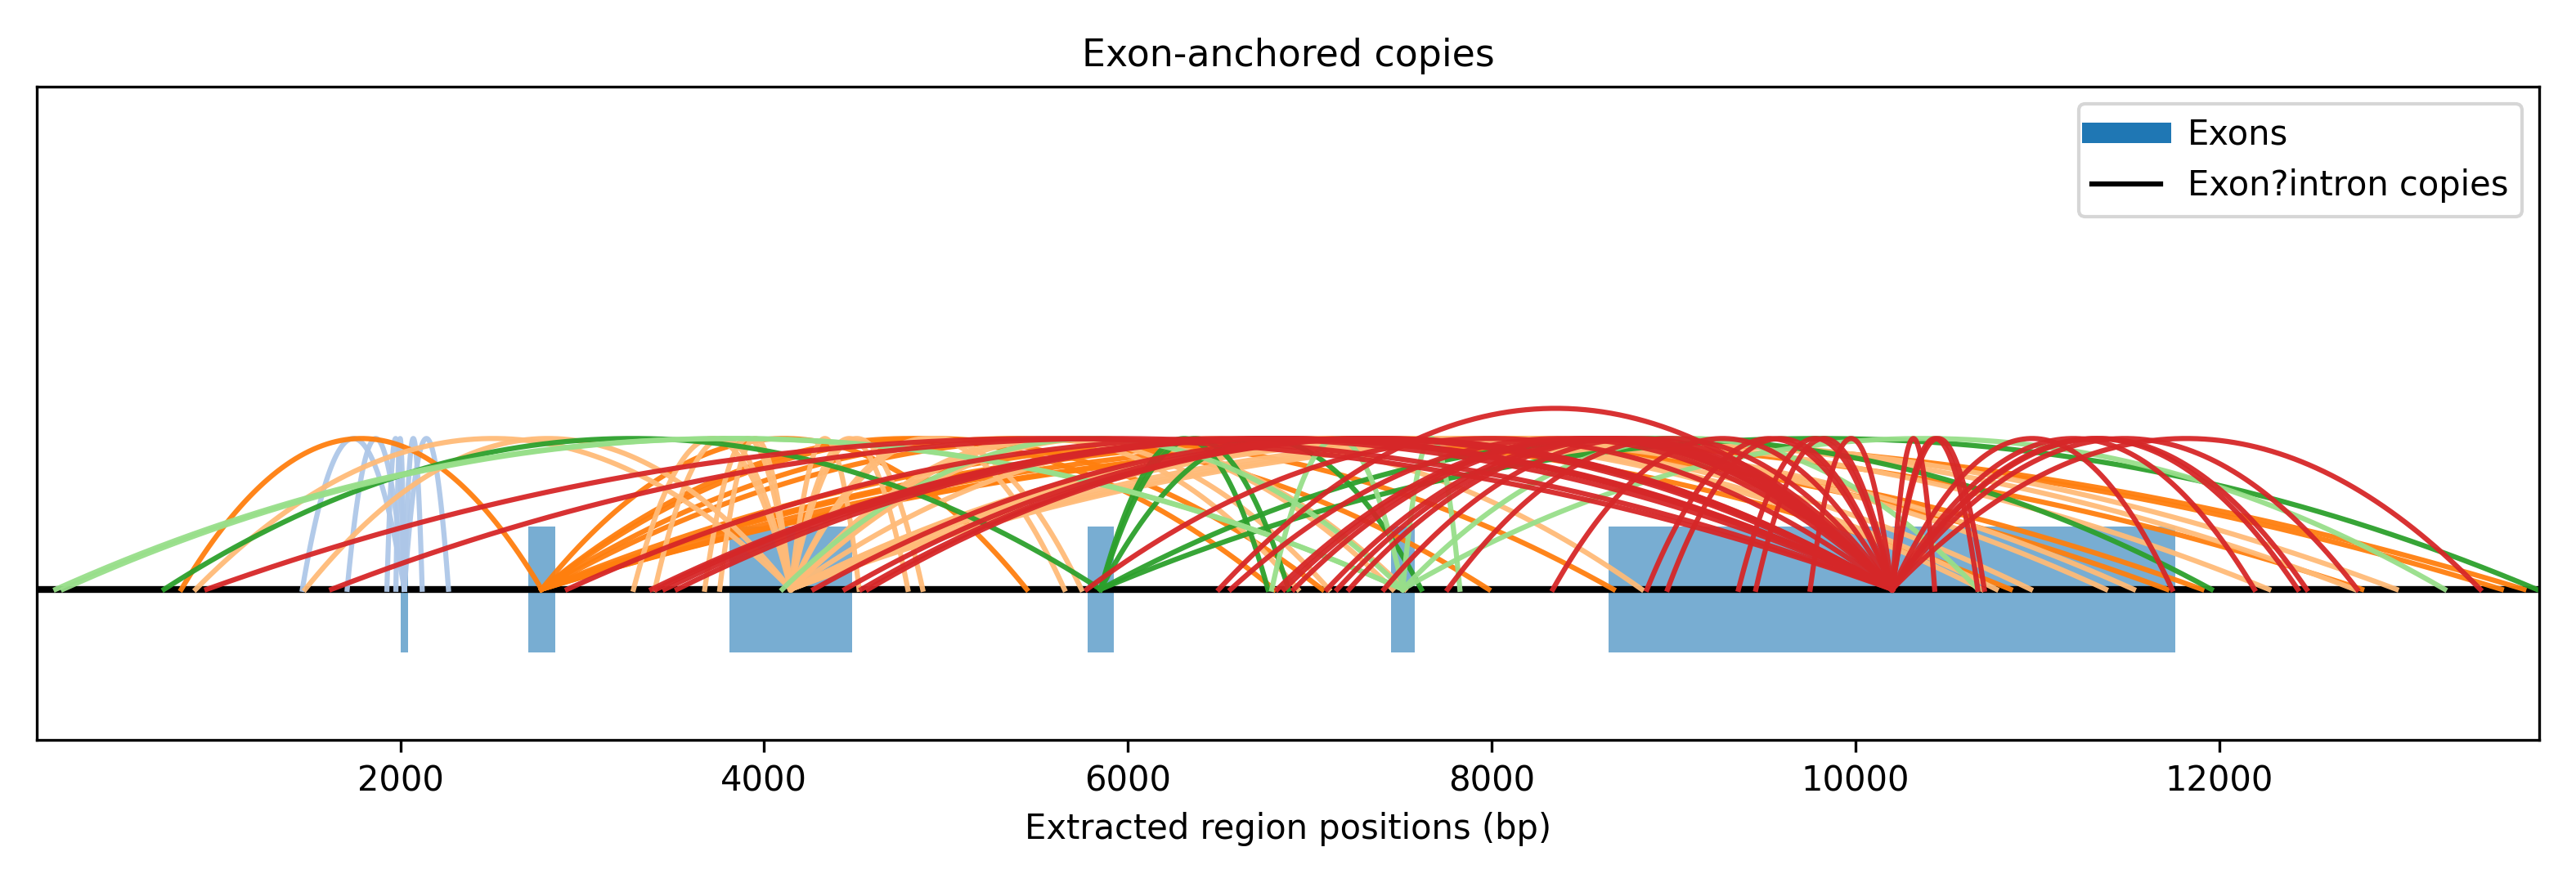 Exon-anchored copies
Exons
Exon?intron copies
2000 4000 6000 8000 10000 12000
Extracted region positions (bp)